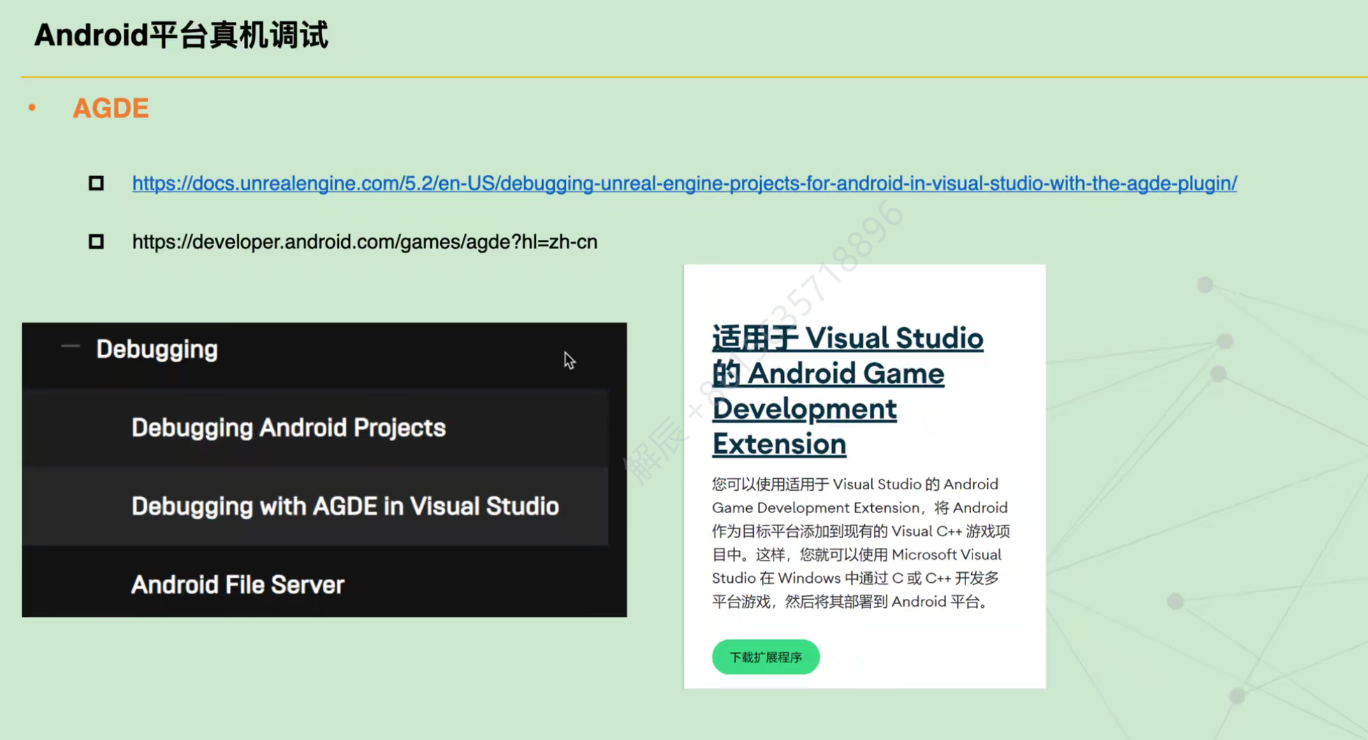 Android平台真机调试
• AGDE
https://docs.unrealengine.com/5.2/en-US/debugging-unreal-engine-projects-for-android-in-visual-studio-with-the-agde-plugin/
https://developer.android.com/games/agde?hl=zh-cn
Debugging
Debugging Android Projects
Debugging with AGDE in Visual Studio
Android File Server
适用于 Visual Studio
的 Android Game
Development
Extension
您可以使用适用于 Visual Studio 的 Android
Game Development Extension，将 Android
作为目标平台添加到现有的 Visual C++ 游戏项
目中。这样，您就可以使用 Microsoft Visual
Studio 在 Windows 中通过 C 或 C++ 开发多
平台游戏，然后将其部署到 Android 平台。
下载扩展程序